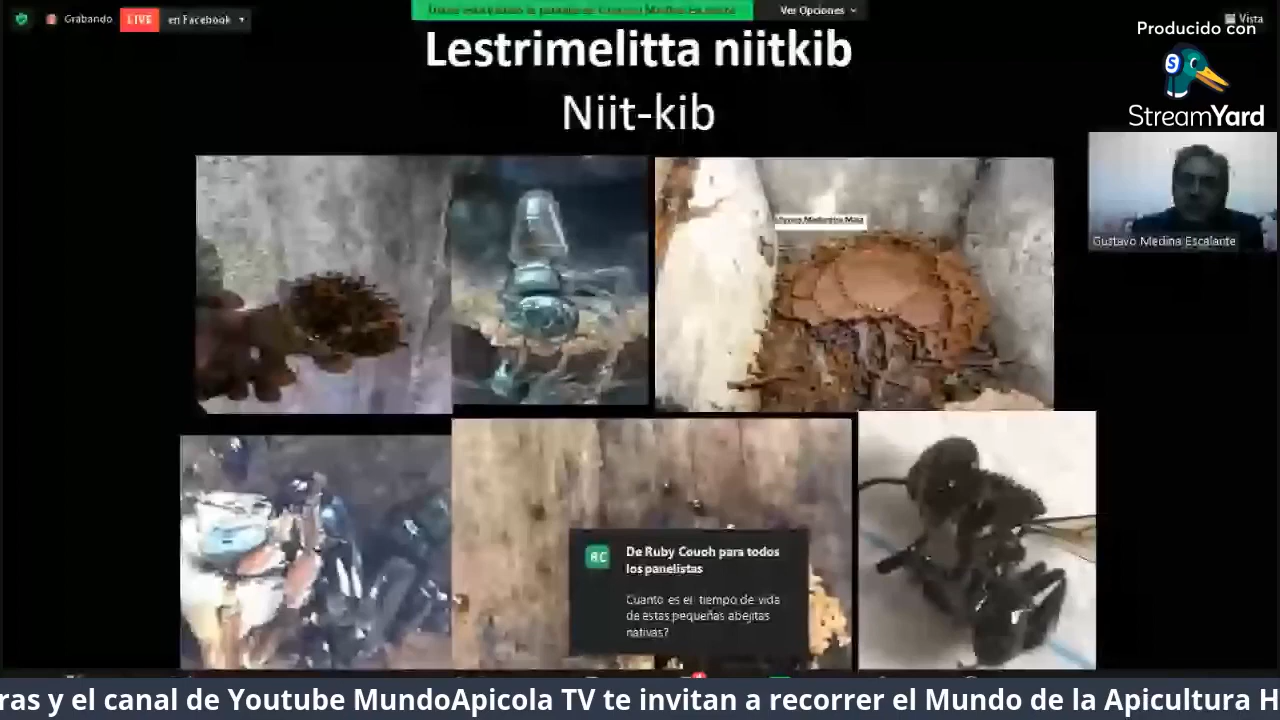 Grabando
LIVE
en Facebook
Ver Opciones
Vista
Producido con
StreamYard
Lestrimelitta niitkib
Niit-kib
Gustavo Medina Escalante
De Ruby Couoh para todos
los panelistas
Cuanto es el tiempo de vida
de estas pequeñas abejitas
nativas?
ras y el canal de Youtube MundoApicola TV te invitan a recorrer el Mundo de la Apicultura H